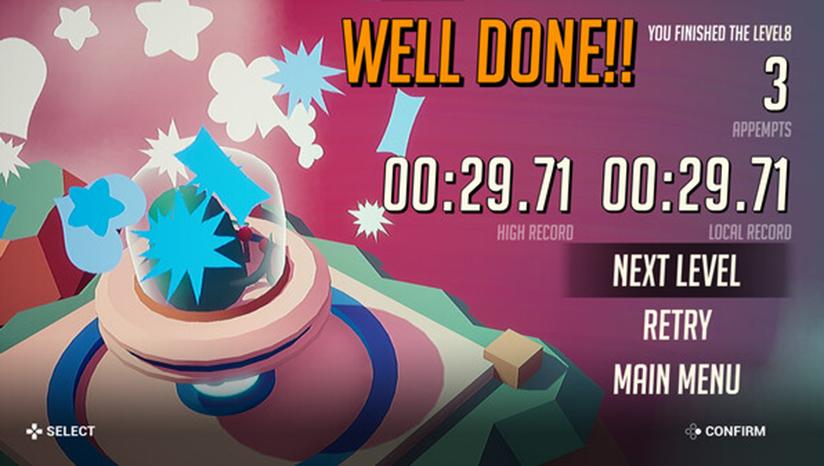 WELL DONE!!
YOU FINISHED THE LEVEL8
3
APPEMPTS
00:29.71 00:29.71
HIGH RECORD LOCAL RECORD
NEXT LEVEL
RETRY
MAIN MENU
SELECT CONFIRM